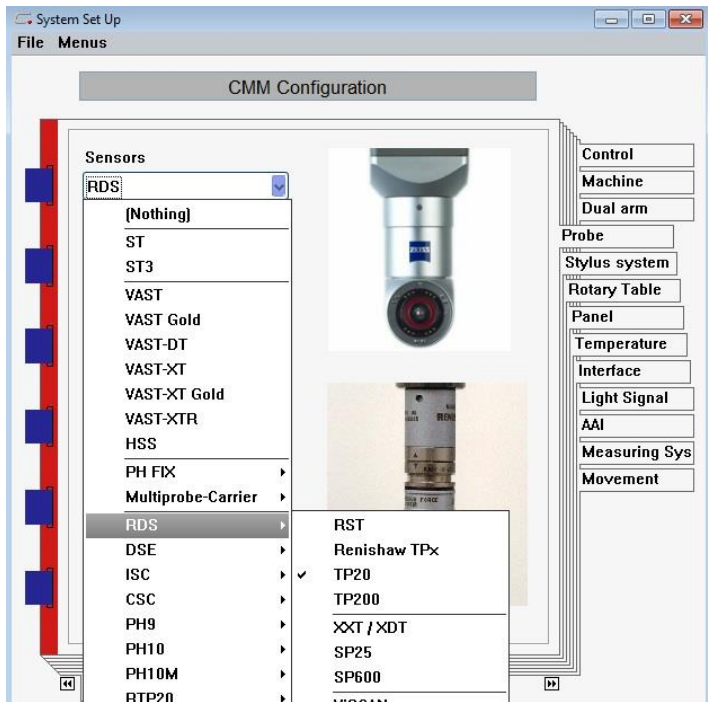 System Set Up
File Menus
CMM Configuration
Sensors
RDS
(Nothing)
ST
ST3
VAST
VAST Gold
VAST-DT
VAST-XT
VAST-XT Gold
VAST-XTR
HSS
PH FIX
Multiprobe-Carrier
RDS
DSE
ISC
CSC
PH9
PH10
PH10M
RTP20
RST
Renishaw TPx
TP20
TP200
XXT / XDT
SP25
SP600
ZEISS
Control
Machine
Dual arm
Probe
Stylus system
Rotary Table
Panel
Temperature
Interface
Light Signal
AAI
Measuring Sys
Movement